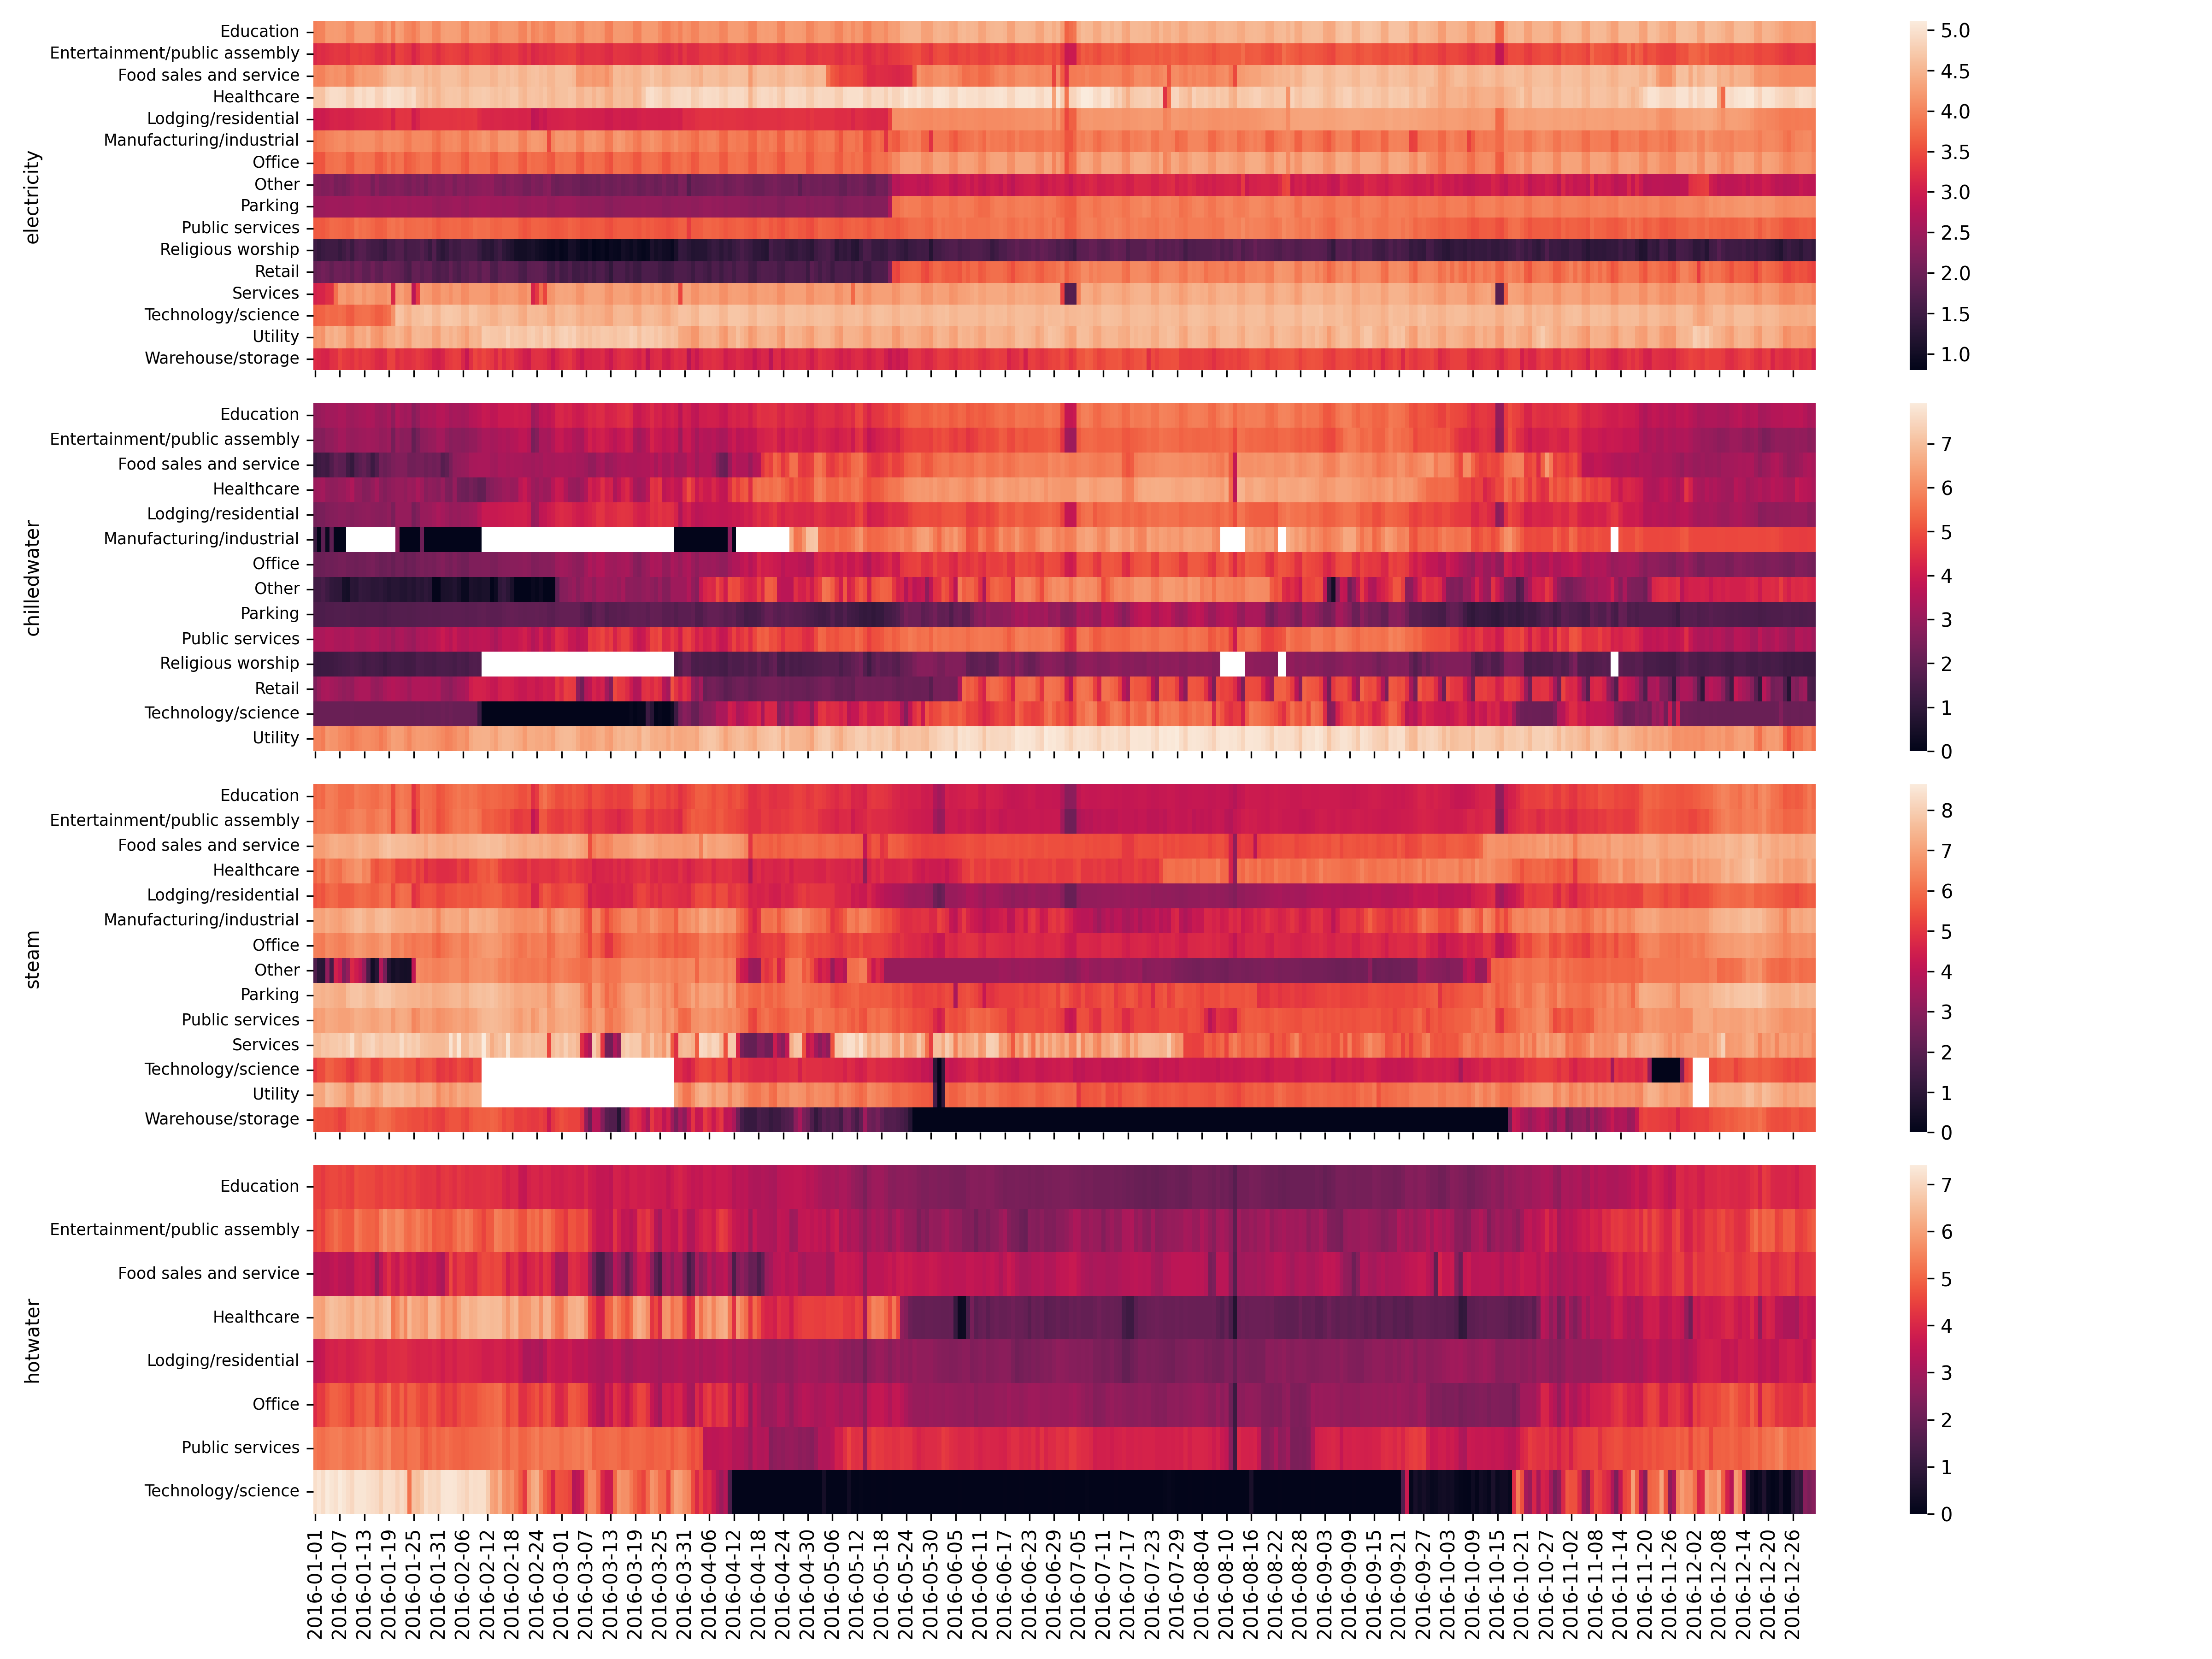 electricity
Education
Entertainment/public assembly
Food sales and service
Healthcare
Lodging/residential
Manufacturing/industrial
Office
Other
Parking
Public services
Religious worship
Retail
Services
Technology/science
Utility
Warehouse/storage
5.0
4.5
4.0
3.5
3.0
2.5
2.0
1.5
1.0
chilledwater
Education
Entertainment/public assembly
Food sales and service
Healthcare
Lodging/residential
Manufacturing/industrial
Office
Other
Parking
Public services
Religious worship
Retail
Technology/science
Utility
7
6
5
4
3
2
1
0
steam
Education
Entertainment/public assembly
Food sales and service
Healthcare
Lodging/residential
Manufacturing/industrial
Office
Other
Parking
Public services
Services
Technology/science
Utility
Warehouse/storage
8
7
6
5
4
3
2
1
0
hotwater
Education
Entertainment/public assembly
Food sales and service
Healthcare
Lodging/residential
Office
Public services
Technology/science
7
6
5
4
3
2
1
0
2016-01-01
2016-01-07
2016-01-13
2016-01-19
2016-01-25
2016-01-31
2016-02-06
2016-02-12
2016-02-18
2016-02-24
2016-03-01
2016-03-07
2016-03-13
2016-03-19
2016-03-25
2016-03-31
2016-04-06
2016-04-12
2016-04-18
2016-04-24
2016-04-30
2016-05-06
2016-05-12
2016-05-18
2016-05-24
2016-05-30
2016-06-05
2016-06-11
2016-06-17
2016-06-23
2016-06-29
2016-07-05
2016-07-11
2016-07-17
2016-07-23
2016-07-29
2016-08-04
2016-08-10
2016-08-16
2016-08-22
2016-08-28
2016-09-03
2016-09-09
2016-09-15
2016-09-21
2016-09-27
2016-10-03
2016-10-09
2016-10-15
2016-10-21
2016-10-27
2016-11-02
2016-11-08
2016-11-14
2016-11-20
2016-11-26
2016-12-02
2016-12-08
2016-12-14
2016-12-20
2016-12-26